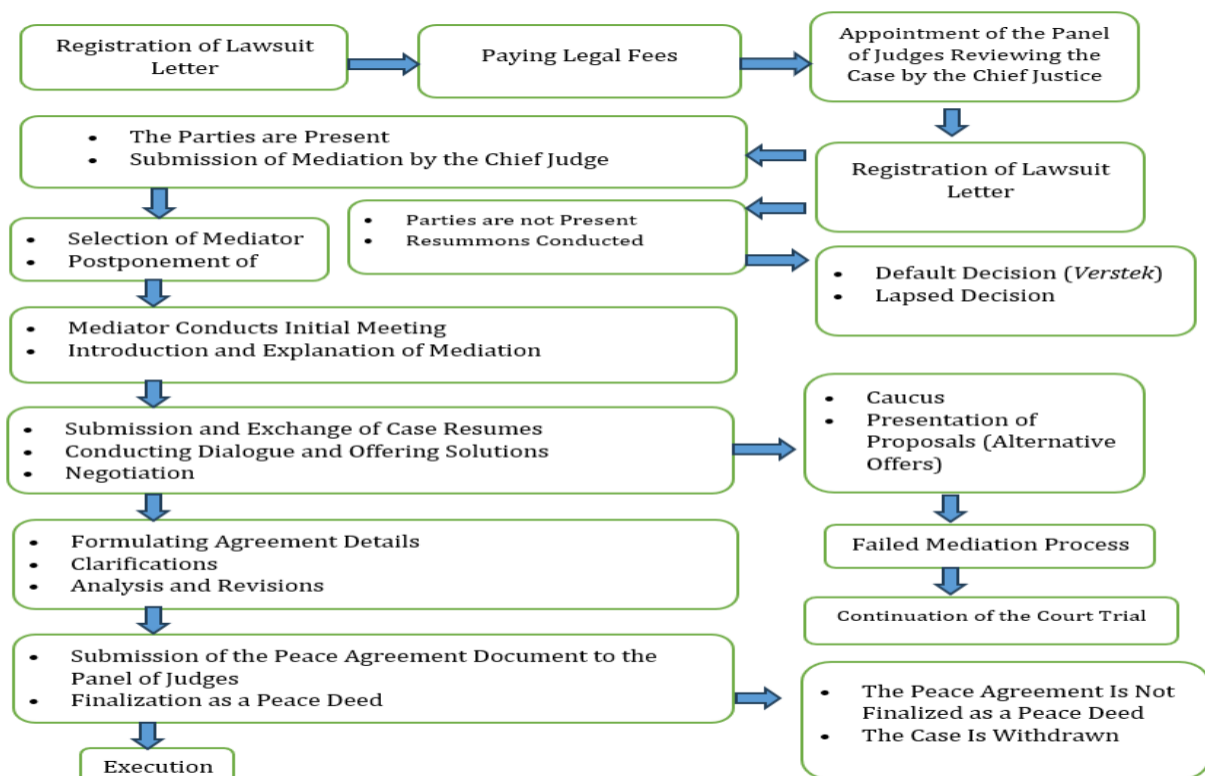 Registration of Lawsuit
Letter
Paying Legal Fees
Appointment of the Panel
of Judges Reviewing the
Case by the Chief Justice
• The Parties are Present
• Submission of Mediation by the Chief Judge
Registration of Lawsuit
Letter
• Parties are not Present
• Resummons Conducted
• Selection of Mediator
• Postponement of
• Default Decision (Verstek)
• Lapsed Decision
• Mediator Conducts Initial Meeting
• Introduction and Explanation of Mediation
• Submission and Exchange of Case Resumes
• Conducting Dialogue and Offering Solutions
• Negotiation
• Caucus
• Presentation of
Proposals (Alternative
Offers)
• Formulating Agreement Details
• Clarifications
• Analysis and Revisions
Failed Mediation Process
Continuation of the Court Trial
• Submission of the Peace Agreement Document to the
Panel of Judges
• Finalization as a Peace Deed
• The Peace Agreement Is Not
Finalized as a Peace Deed
• The Case Is Withdrawn
Execution